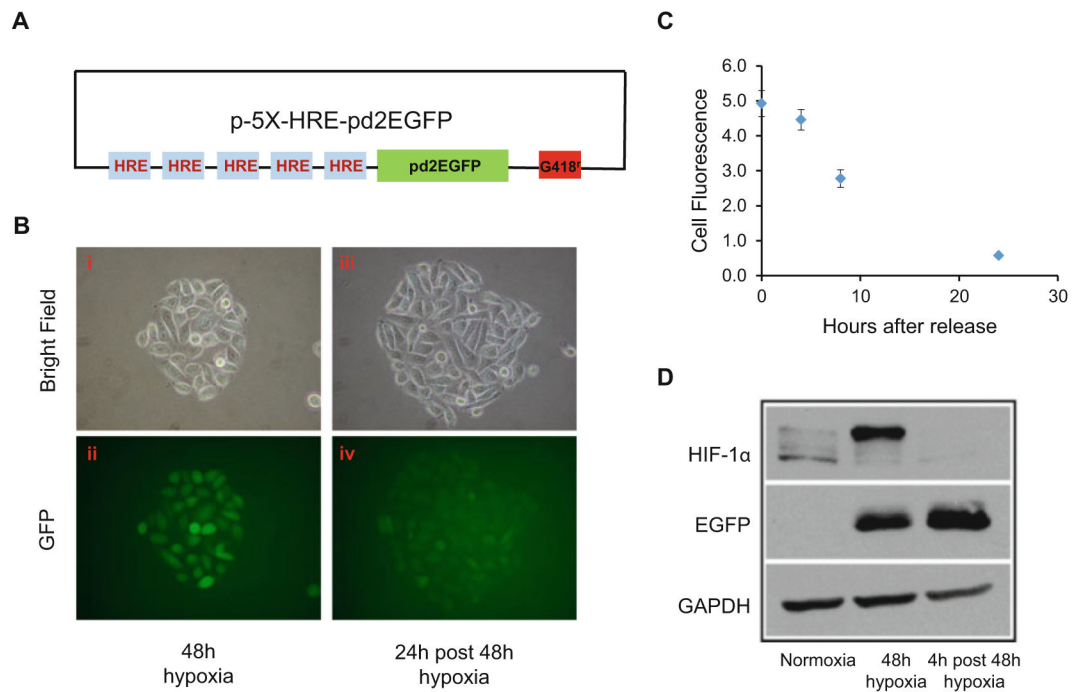 A
p-5X-HRE-pd2EGFP
HRE HRE HRE HRE HRE pd2EGFP G418r
B
Bright Field
GFP
i
iii
ii
iv
48h
hypoxia
24h post 48h
hypoxia
C
Cell Fluorescence
6.0
5.0
4.0
3.0
2.0
1.0
0.0
0 10 20 30
Hours after release
D
HIF-1α
EGFP
GAPDH
Normoxia
48h
hypoxia
4h post 48h
hypoxia